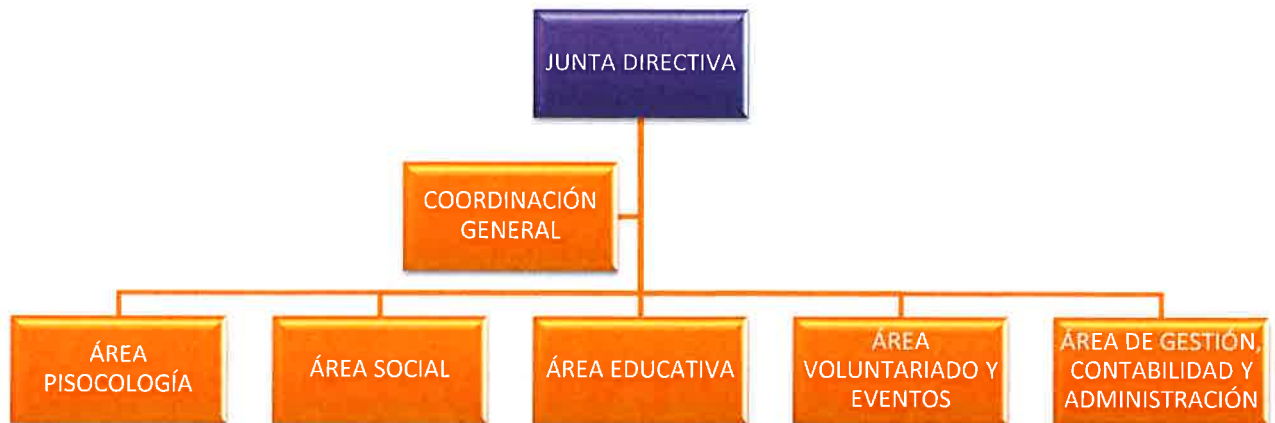 JUNTA DIRECTIVA
COORDINACIÓN
GENERAL
ÁREA
PISOCOLOGÍA
ÁREA SOCIAL
ÁREA EDUCATIVA
ÁREA
VOLUNTARIADO Y
EVENTOS
ÁREA DE GESTIÓN,
CONTABILIDAD Y
ADMINISTRACIÓN